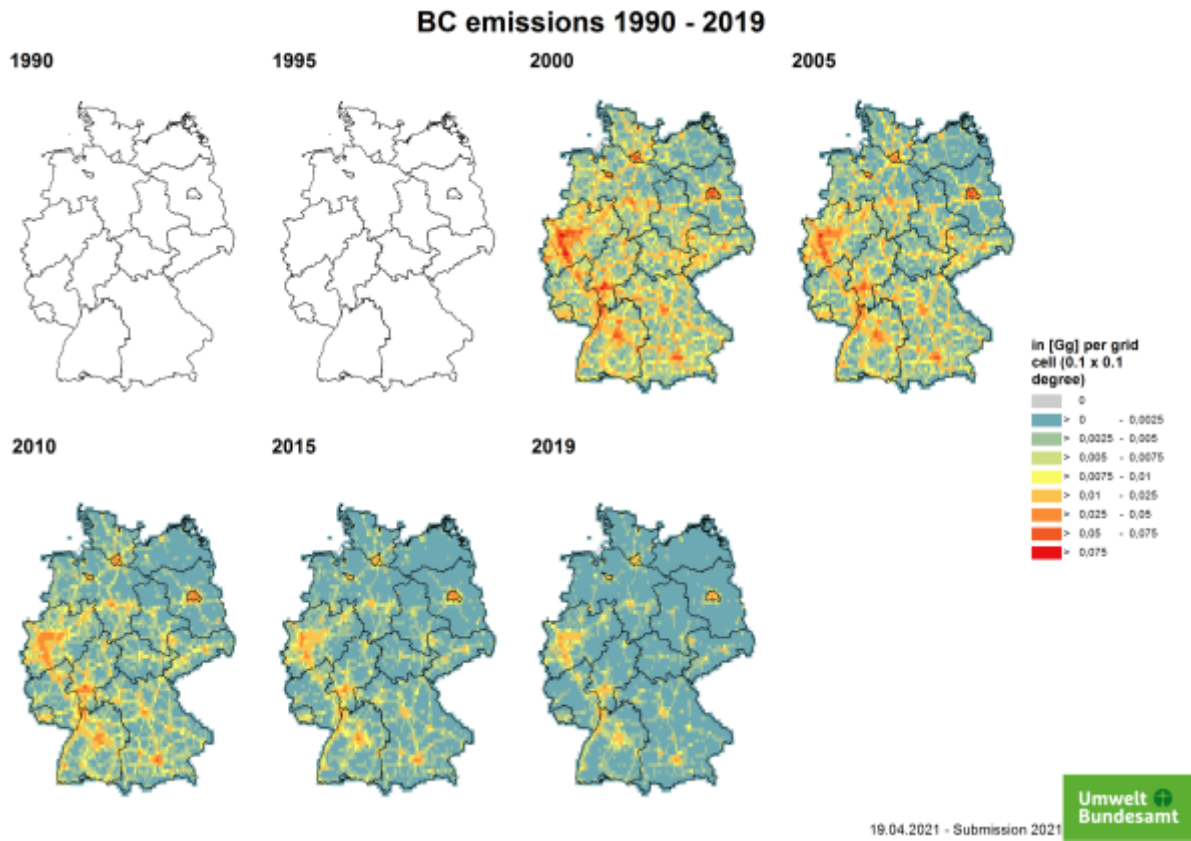 BC emissions 1990 - 2019
1990
1995
2000
2005
in [Gg] per grid
cell (0.1 x 0.1
degree)
0
> 0 - 0,0025
> 0,0025 - 0,005
> 0,005 - 0,0075
> 0,0075 - 0,01
> 0,01 - 0,025
> 0,025 - 0,05
> 0,05 - 0,075
> 0,075
2010
2015
2019
Umwelt
Bundesamt
19.04.2021 - Submission 2021